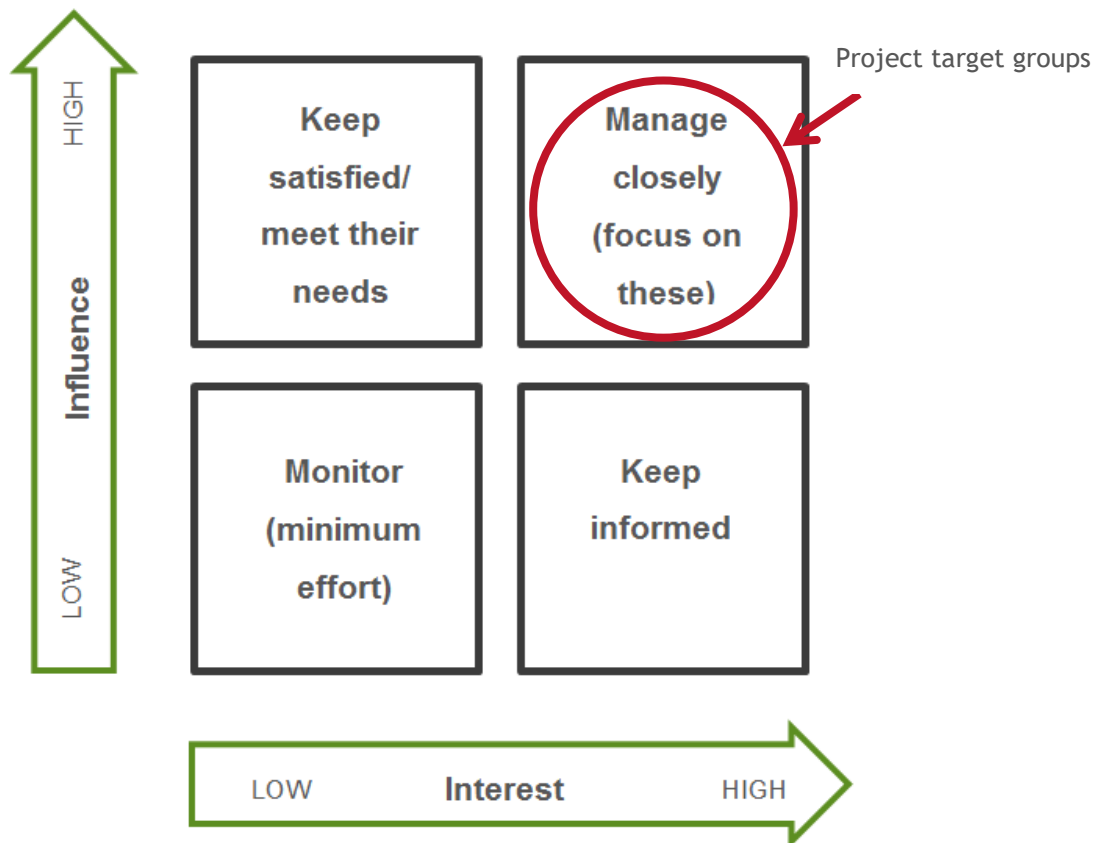 Project target groups
HIGH
Influence
LOW
Keep
satisfied/
meet their
needs
Manage
closely
(focus on
these)
Monitor
(minimum
effort)
Keep
informed
LOW
Interest
HIGH